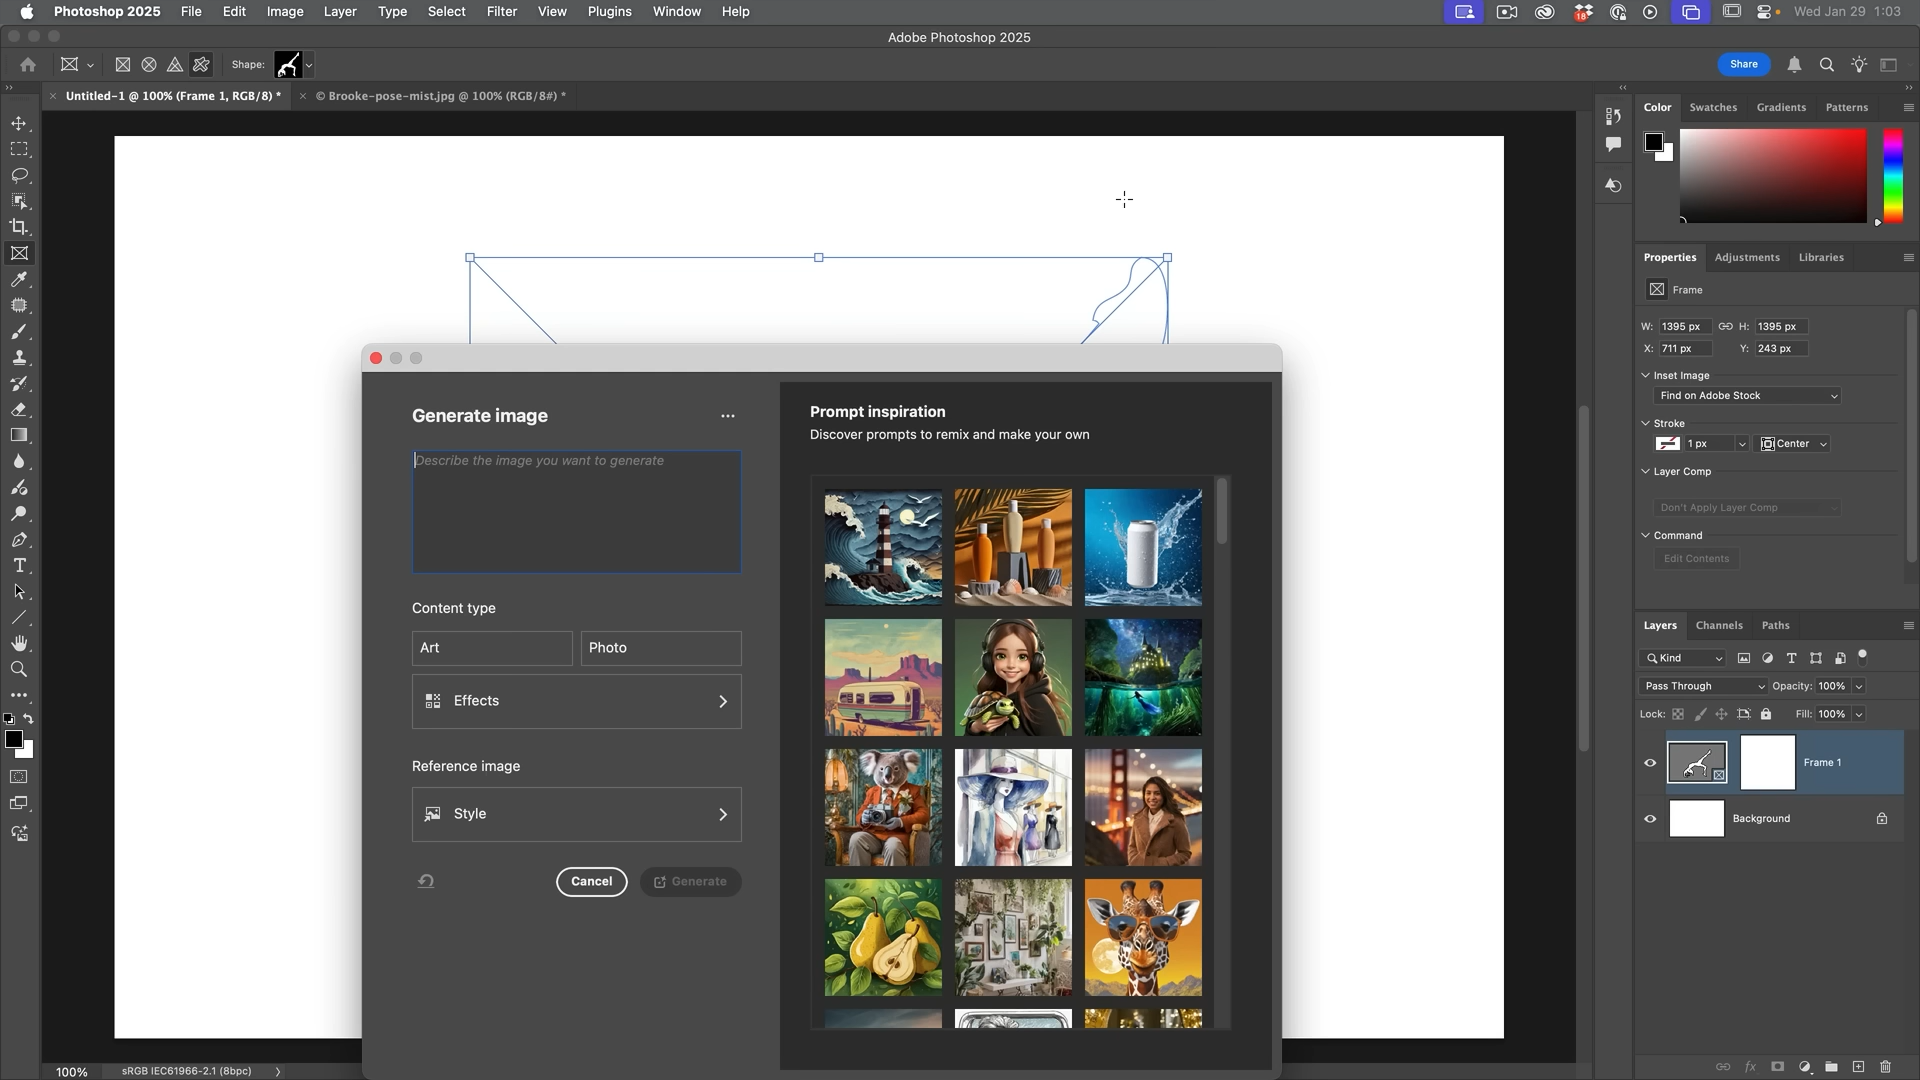 Photoshop 2025 File Edit Image Layer Type Select Filter View Plugins Window Help
18
Wed Jan 29 1:03
Adobe Photoshop 2025
Shape:
Share
Untitled-1 @ 100% (Frame 1, RGB/8) *
© Brooke-pose-mist.jpg @ 100% (RGB/8#) *
Color Swatches Gradients Patterns
Properties Adjustments Libraries
Frame
W: 1395 px H: 1395 px
X: 711 px Y: 243 px
Inset Image
Find on Adobe Stock
Stroke
1 px Center
Layer Comp
Don't Apply Layer Comp
Command
Edit Contents
Layers Channels Paths
Kind
Pass Through Opacity: 100%
Lock: Fill: 100%
Frame 1
Background
Generate image
Describe the image you want to generate
Content type
Art Photo
Effects
Reference image
Style
Cancel Generate
Prompt inspiration
Discover prompts to remix and make your own
100% sRGB IEC61966-2.1 (8bpc)
fx